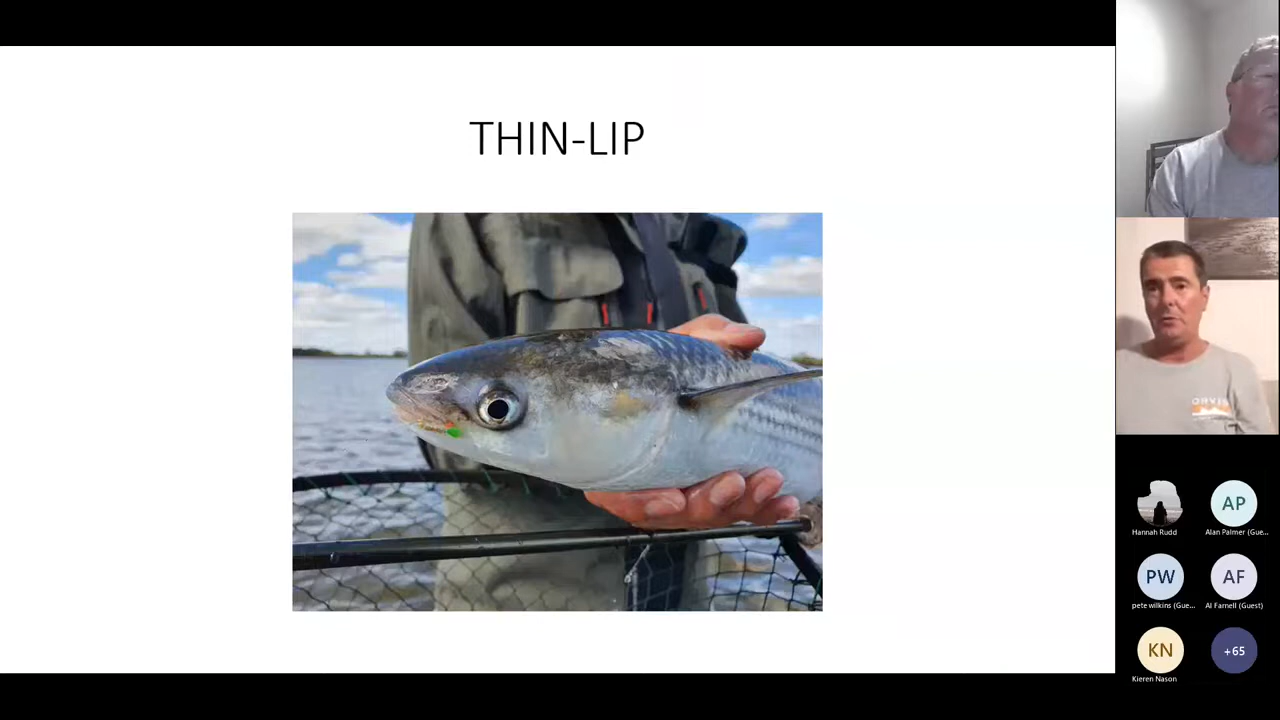 THIN-LIP
ORVIS
Hannah Rudd
AP
Alan Palmer (Gue...
PW
pete wilkins (Gue...
AF
Al Farnell (Guest)
KN
Kieren Nason
+65